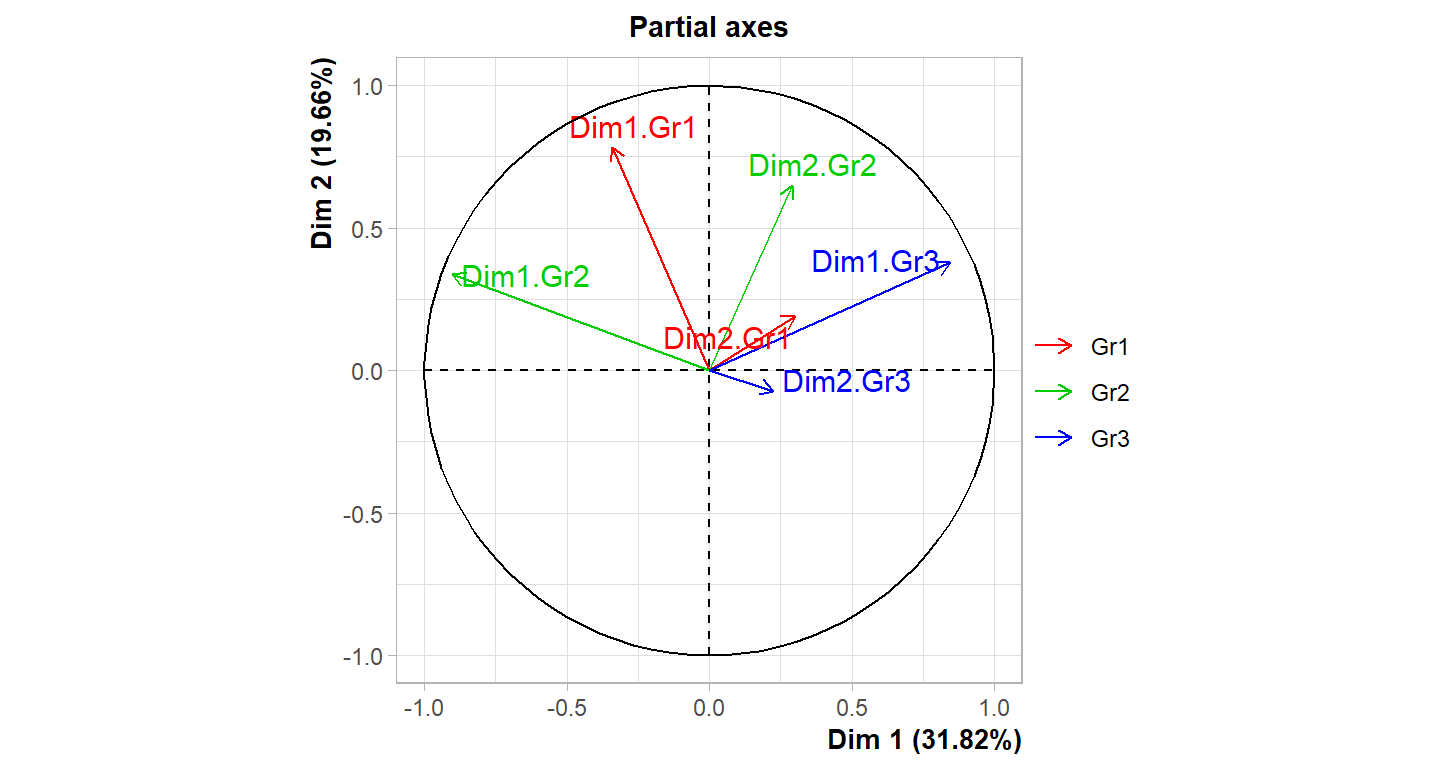 Partial axes
Dim 2 (19.66%)
1.0
0.5
0.0
-0.5
-1.0
Dim1.Gr1
Dim2.Gr2
Dim1.Gr3
Dim1.Gr2
Dim2.Gr1
Dim2.Gr3
Gr1
Gr2
Gr3
-1.0 -0.5 0.0 0.5 1.0
Dim 1 (31.82%)